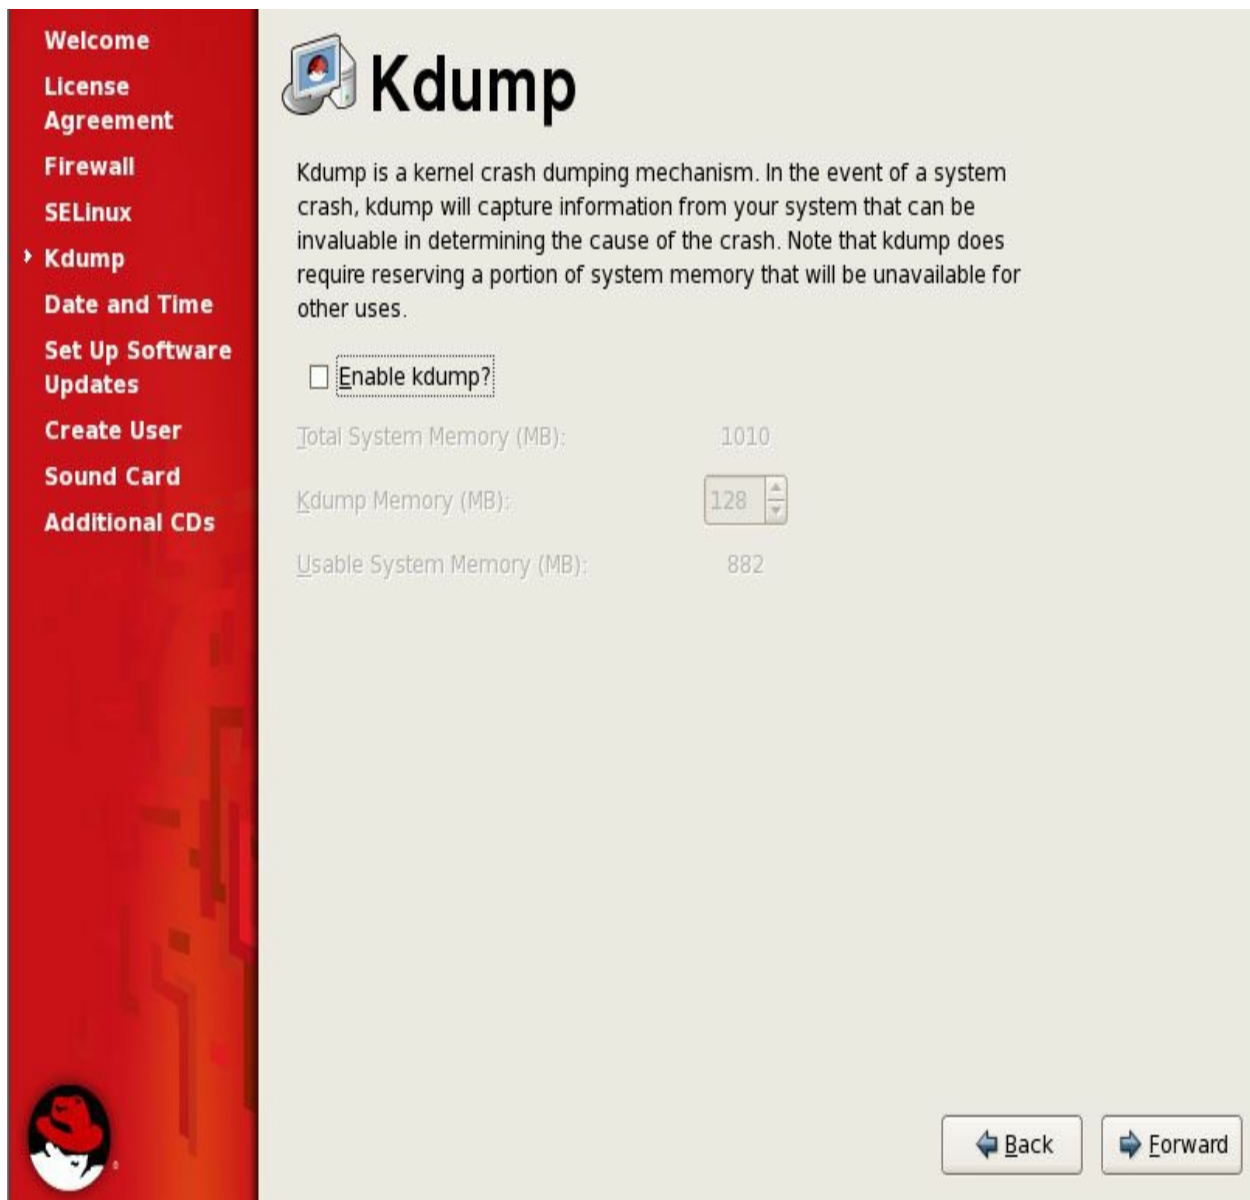 Welcome
License
Agreement
Firewall
SELinux
Kdump
Date and Time
Set Up Software
Updates
Create User
Sound Card
Additional CDs
Kdump
Kdump is a kernel crash dumping mechanism. In the event of a system
crash, kdump will capture information from your system that can be
invaluable in determining the cause of the crash. Note that kdump does
require reserving a portion of system memory that will be unavailable for
other uses.
Enable kdump?
Total System Memory (MB): 1010
Kdump Memory (MB): 128
Usable System Memory (MB): 882
Back
Forward